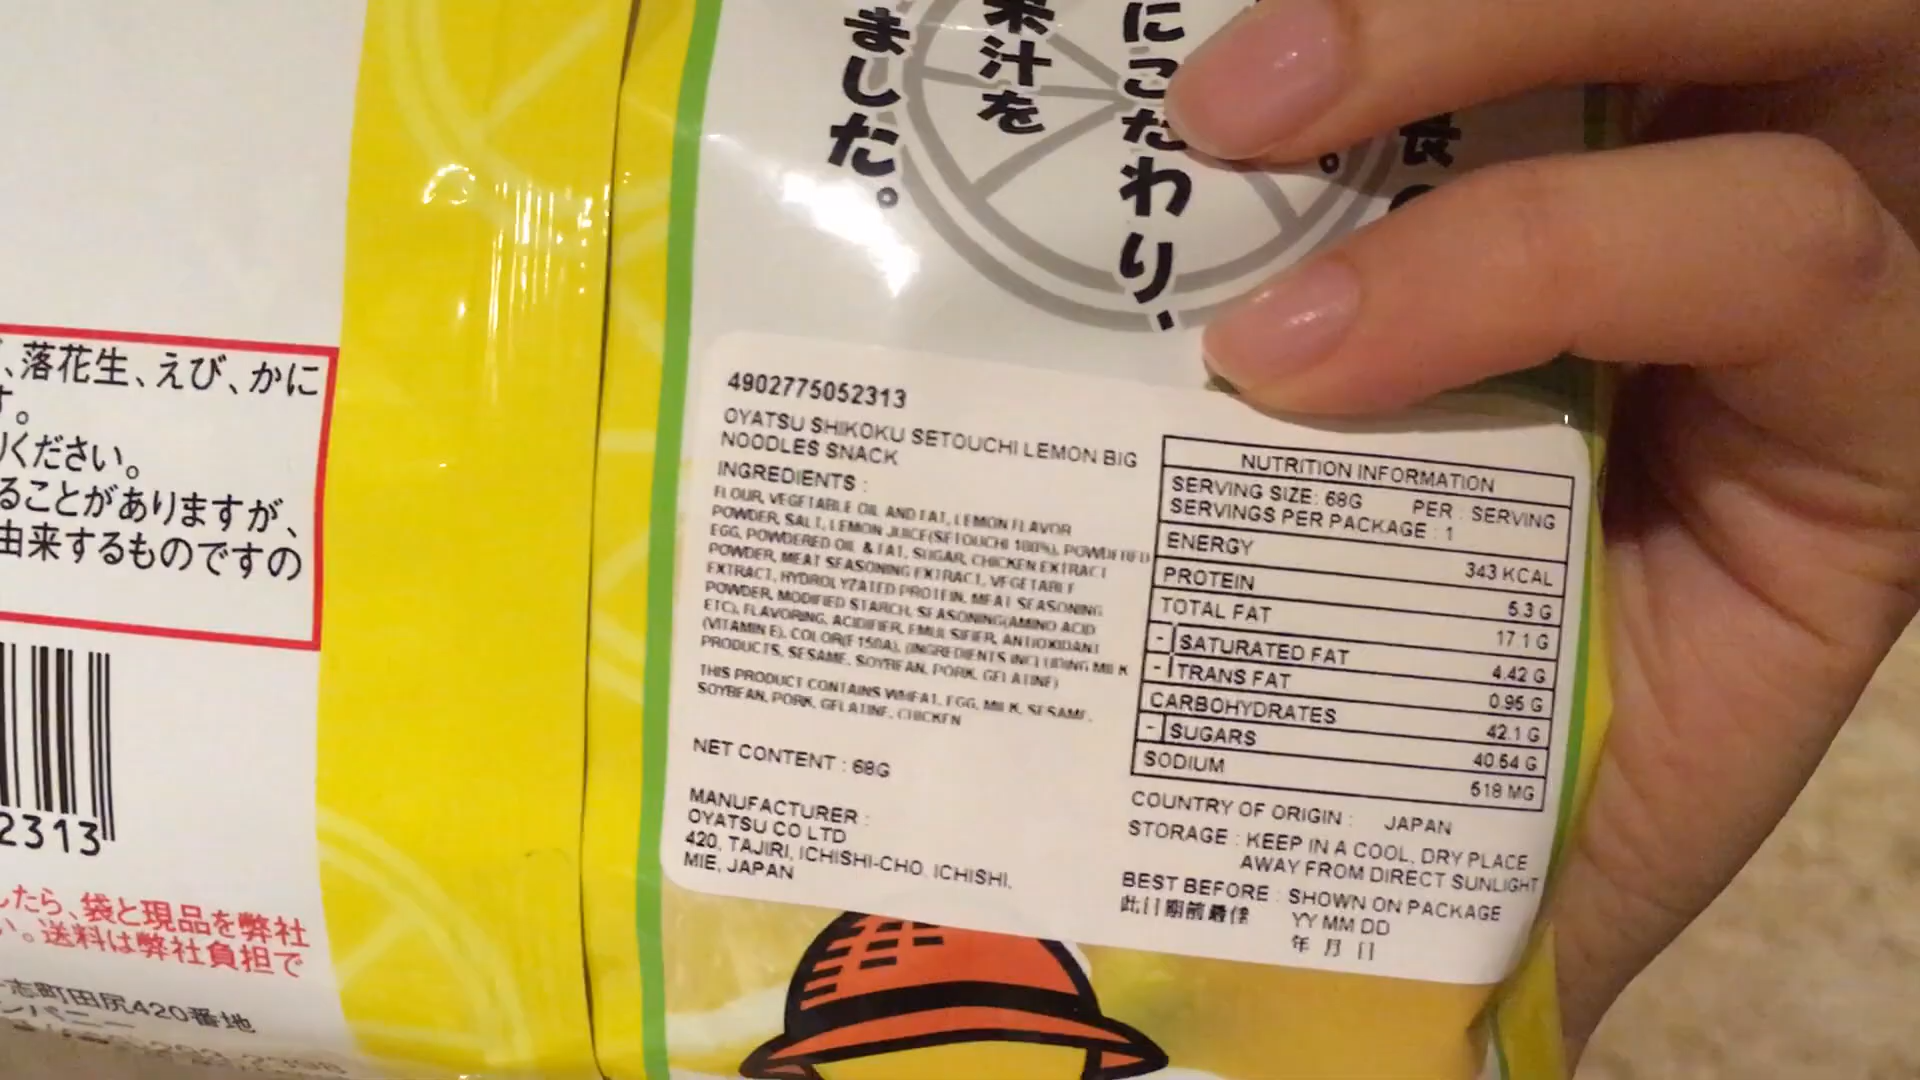 ました。
果汁を
にこだわり、
長
。
、落花生、えび、かに
す。
ください。
ることがありますが、
由来するものですの
2313
したら、袋と現品を弊社
い。送料は弊社負担で
志町田尻420番地
4902775052313
OYATSU SHIKOKU SETOUCHI LEMON BIG
NOODLES SNACK
INGREDIENTS :
FLOUR, VEGETABLE OIL AND FAT, LEMON FLAVOR
POWDER, SALT, LEMON JUICE(SETOUCHI 100%), POWDERED
EGG, POWDERED OIL & FAT, SUGAR, CHICKEN EXTRACT
POWDER, MEAT SEASONING EXTRACT, VEGETABLE
EXTRACT, HYDROLYZATED PROTEIN, MEAT SEASONING
POWDER, MODIFIED STARCH, SEASONING(AMINO ACID
ETC), FLAVORING, ACIDIFIER, EMULSIFIER, ANTIOXIDANT
(VITAMIN E), COLOR(E150A), (INGREDIENTS INCLUDING MILK
PRODUCTS, SESAME, SOYBEAN, PORK, GELATINE)
THIS PRODUCT CONTAINS WHEAT, EGG, MILK, SESAME,
SOYBEAN, PORK, GELATINE, CHICKEN
NET CONTENT : 68G
MANUFACTURER :
OYATSU CO LTD
420, TAJIRI, ICHISHI-CHO, ICHISHI,
MIE, JAPAN
NUTRITION INFORMATION
SERVING SIZE: 68G PER : SERVING
SERVINGS PER PACKAGE : 1
ENERGY 343 KCAL
PROTEIN 5.3 G
TOTAL FAT 17.1 G
- SATURATED FAT 4.42 G
- TRANS FAT 0.95 G
CARBOHYDRATES 42.1 G
- SUGARS 40.54 G
SODIUM 518 MG
COUNTRY OF ORIGIN : JAPAN
STORAGE : KEEP IN A COOL, DRY PLACE
AWAY FROM DIRECT SUNLIGHT
BEST BEFORE : SHOWN ON PACKAGE
此日期前最佳 YY MM DD
年 月 日